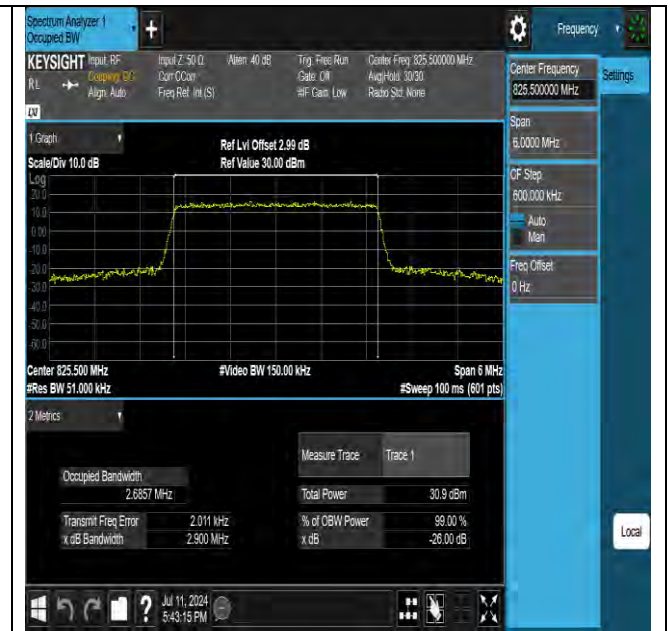 Spectrum Analyzer 1
Occupied BW
+
Frequency
KEYSIGHT Input: RF Input Z: 50 Ω Atten: 40 dB Trig: Free Run Center Freq: 825.500000 MHz
RL Coupling: DC Corr CCorr Gate: Off Avg|Hold: 30/30
Align: Auto Freq Ref: Int (S) #IF Gain: Low Radio Std: None
LXI
Center Frequency
825.500000 MHz
Settings
Span
6.0000 MHz
CF Step
600.000 kHz
Auto
Man
Freq Offset
0 Hz
1 Graph
Ref Lvl Offset 2.99 dB
Scale/Div 10.0 dB Ref Value 30.00 dBm
Log
20.0
10.0
0.00
-10.0
-20.0
-30.0
-40.0
-50.0
-60.0
Center 825.500 MHz #Video BW 150.00 kHz Span 6 MHz
#Res BW 51.000 kHz #Sweep 100 ms (601 pts)
2 Metrics
Measure Trace Trace 1
Occupied Bandwidth
2.6857 MHz Total Power 30.9 dBm
Transmit Freq Error 2.011 kHz % of OBW Power 99.00 %
x dB Bandwidth 2.900 MHz x dB -26.00 dB
Local
? Jul 11, 2024
5:43:15 PM